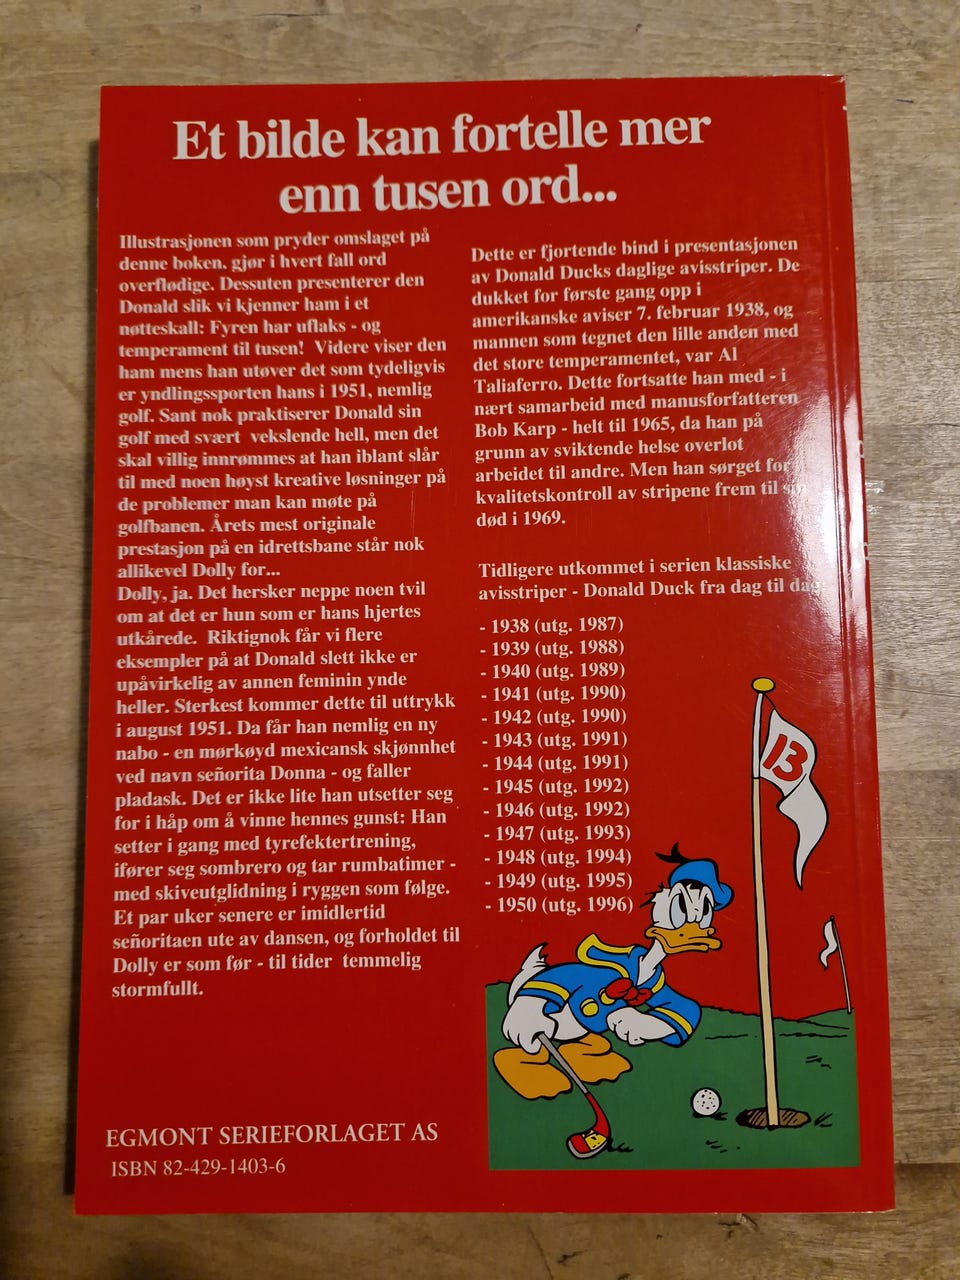 Et bilde kan fortelle mer
enn tusen ord...
Illustrasjonen som pryder omslaget på
denne boken, gjør i hvert fall ord
overflødige. Dessuten presenterer den
Donald slik vi kjenner ham i et
nøtteskall: Fyren har uflaks - og
temperament til tusen! Videre viser den
ham mens han utøver det som tydeligvis
er yndlingssporten hans i 1951, nemlig
golf. Sant nok praktiserer Donald sin
golf med svært vekslende hell, men det
skal villig innrømmes at han iblant slår
til med noen høyst kreative løsninger på
de problemer man kan møte på
golfbanen. Årets mest originale
prestasjon på en idrettsbane står nok
allikevel Dolly for...
Dolly, ja. Det hersker neppe noen tvil
om at det er hun som er hans hjertes
utkårede. Riktignok får vi flere
eksempler på at Donald slett ikke er
upåvirkelig av annen feminin ynde
heller. Sterkest kommer dette til uttrykk
i august 1951. Da får han nemlig en ny
nabo - en mørkøyd mexicansk skjønnhet
ved navn señorita Donna - og faller
pladask. Det er ikke lite han utsetter seg
for i håp om å vinne hennes gunst: Han
setter i gang med tyrefektertrening,
ifører seg sombrero og tar rumbatimer -
med skiveutglidning i ryggen som følge.
Et par uker senere er imidlertid
señoritaen ute av dansen, og forholdet til
Dolly er som før - til tider temmelig
stormfullt.
Dette er fjortende bind i presentasjonen
av Donald Ducks daglige avisstriper. De
dukket for første gang opp i
amerikanske aviser 7. februar 1938, og
mannen som tegnet den lille anden med
det store temperamentet, var Al
Taliaferro. Dette fortsatte han med - i
nært samarbeid med manusforfatteren
Bob Karp - helt til 1965, da han på
grunn av sviktende helse overlot
arbeidet til andre. Men han sørget for
kvalitetskontroll av stripene frem til sin
død i 1969.
Tidligere utkommet i serien klassiske
avisstriper - Donald Duck fra dag til dag:
- 1938 (utg. 1987)
- 1939 (utg. 1988)
- 1940 (utg. 1989)
- 1941 (utg. 1990)
- 1942 (utg. 1990)
- 1943 (utg. 1991)
- 1944 (utg. 1991)
- 1945 (utg. 1992)
- 1946 (utg. 1992)
- 1947 (utg. 1993)
- 1948 (utg. 1994)
- 1949 (utg. 1995)
- 1950 (utg. 1996)
13
EGMONT SERIEFORLAGET AS
ISBN 82-429-1403-6